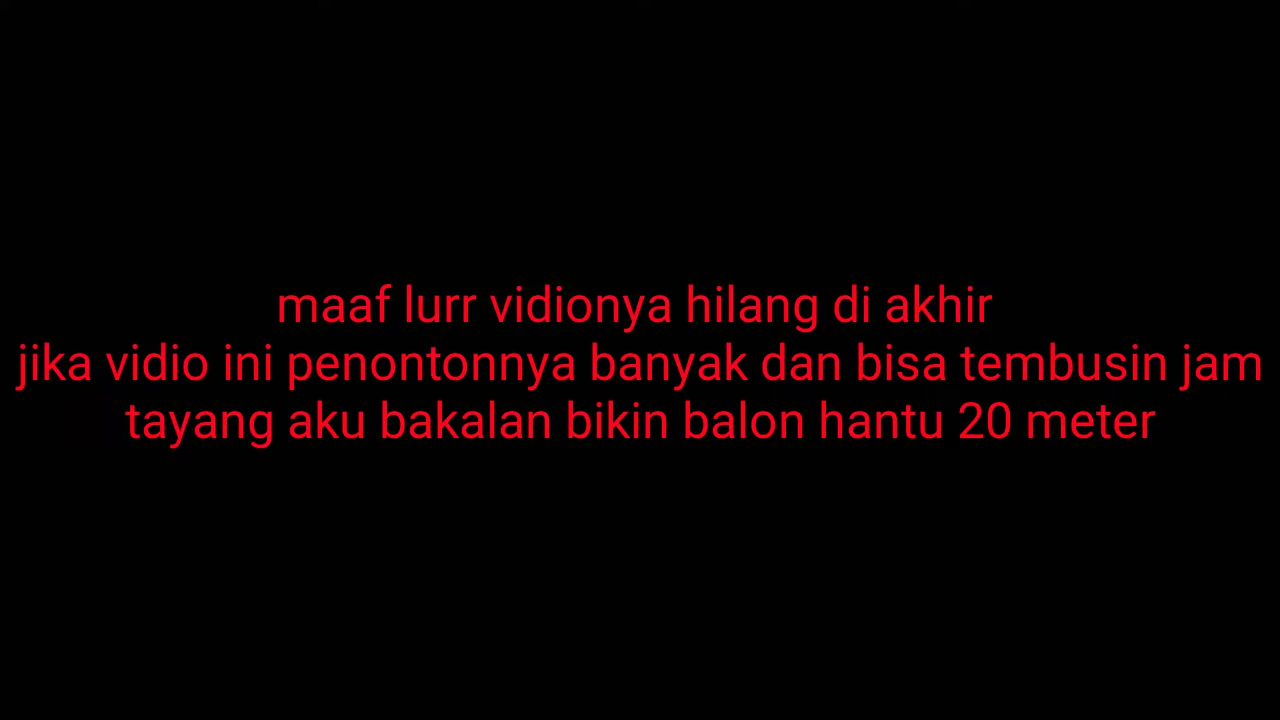 maaf lurr vidionya hilang di akhir
jika vidio ini penontonnya banyak dan bisa tembusin jam
tayang aku bakalan bikin balon hantu 20 meter